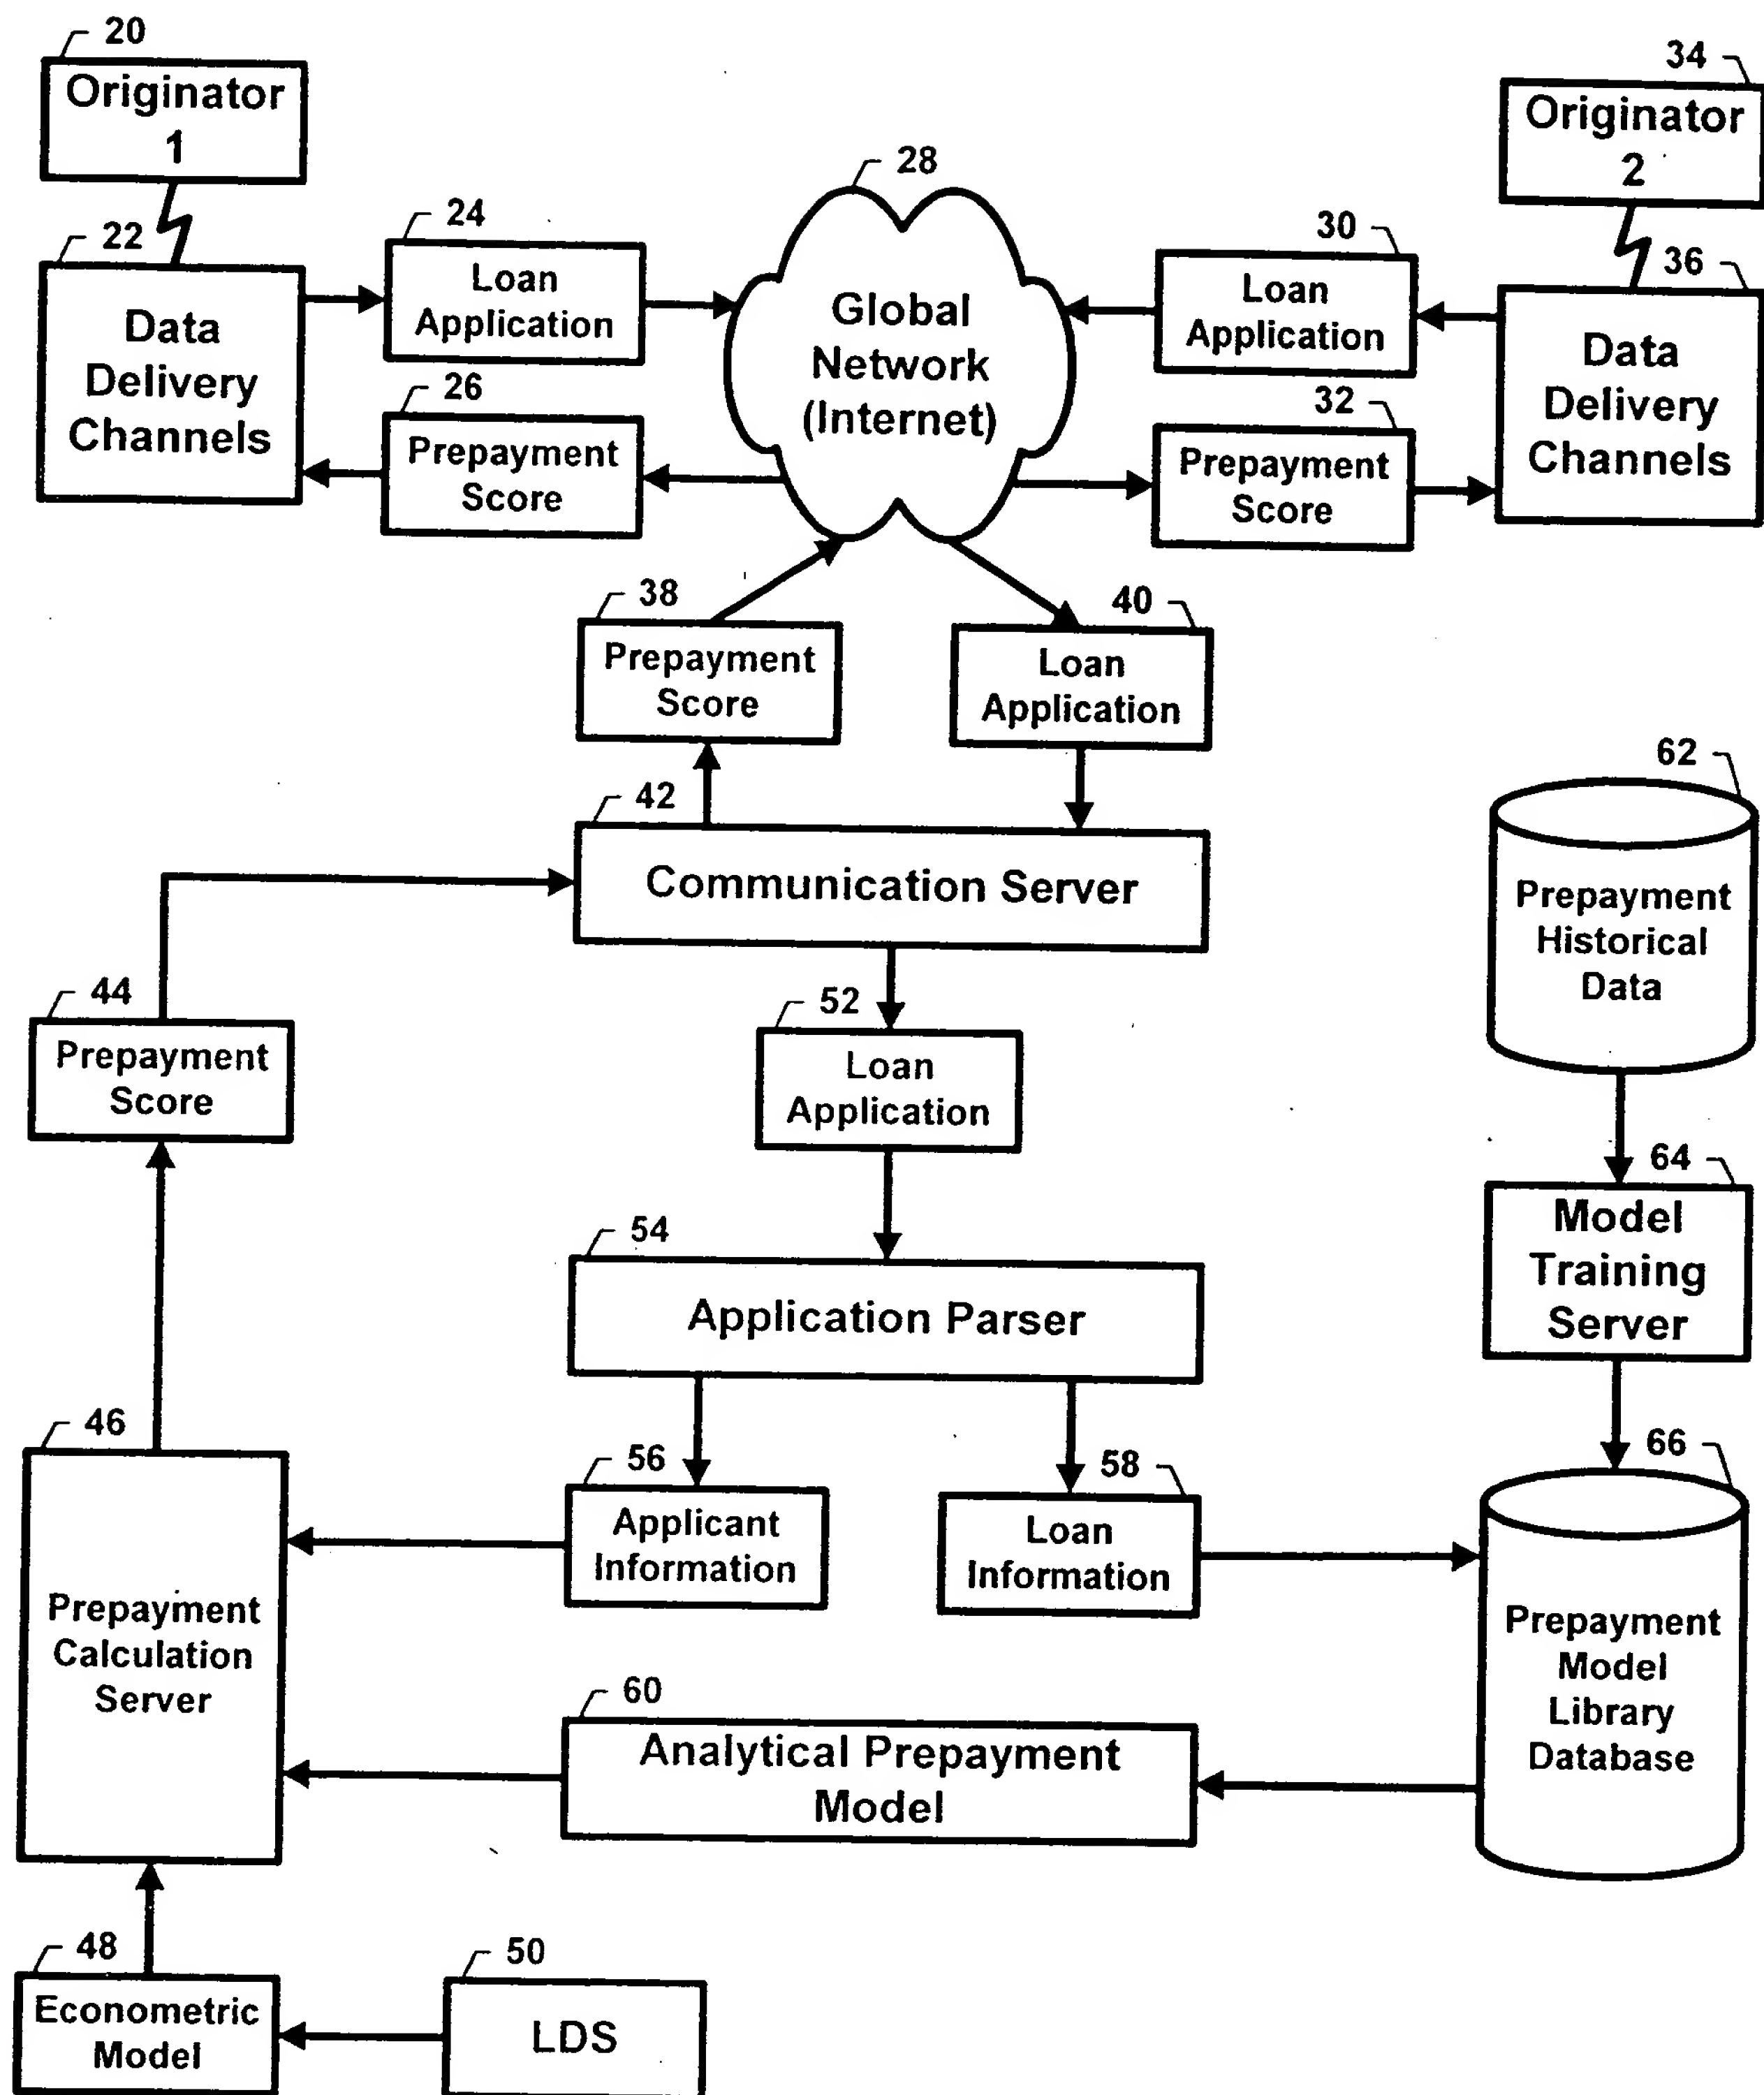 20
Originator
1
34
Originator
2
28
Global
Network
(Internet)
22
Data
Delivery
Channels
24
Loan
Application
26
Prepayment
Score
30
Loan
Application
32
Prepayment
Score
36
Data
Delivery
Channels
38
Prepayment
Score
40
Loan
Application
42
Communication Server
62
Prepayment
Historical
Data
44
Prepayment
Score
52
Loan
Application
64
Model
Training
Server
54
Application Parser
46
Prepayment
Calculation
Server
56
Applicant
Information
58
Loan
Information
66
Prepayment
Model
Library
Database
60
Analytical Prepayment
Model
48
Econometric
Model
50
LDS